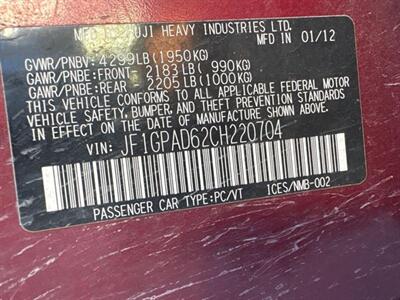 MFD BY FUJI HEAVY INDUSTRIES LTD.
MFD IN 01/12
GVWR/PNBV: 4299LB(1950KG)
GAWR/PNBE:FRONT: 2183LB( 990KG)
GAWR/PNBE:REAR : 2205LB(1000KG)
THIS VEHICLE CONFORMS TO ALL APPLICABLE FEDERAL MOTOR
VEHICLE SAFETY, BUMPER, AND THEFT PREVENTION STANDARDS
IN EFFECT ON THE DATE OF MANUFACTURE SHOWN ABOVE.
VIN: JF1GPAD62CH220704
PASSENGER CAR TYPE:PC/VT 1CES/NMB-002